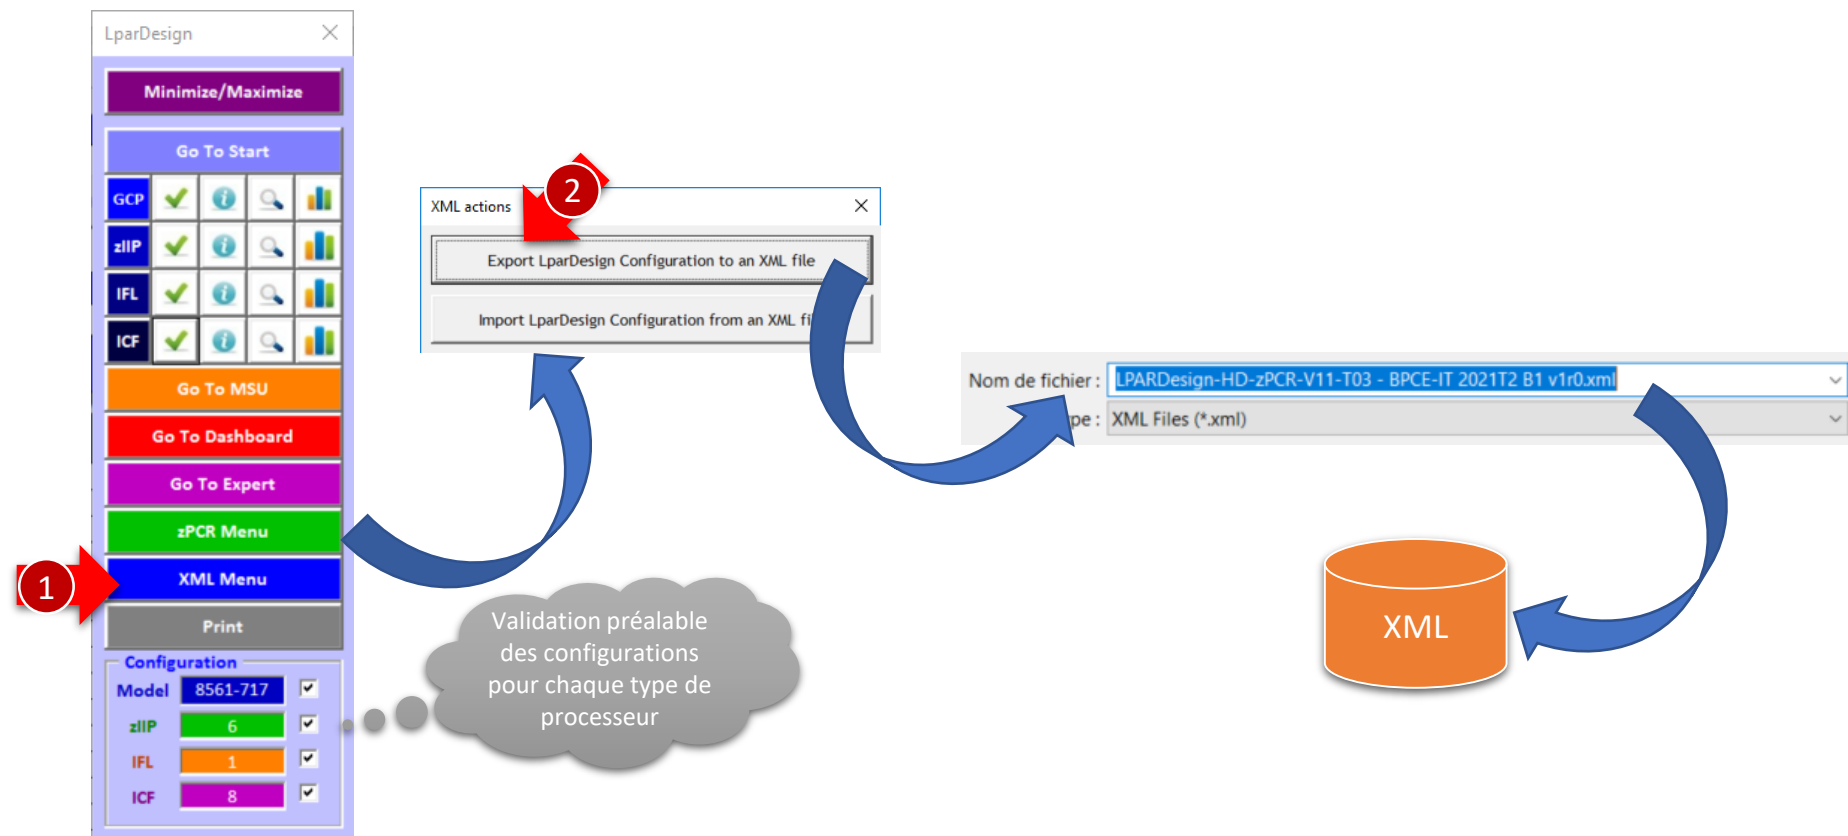 LparDesign
Minimize/Maximize
Go To Start
GCP
zIIP
IFL
ICF
Go To MSU
Go To Dashboard
Go To Expert
zPCR Menu
1
XML Menu
Print
Configuration
Model 8561-717
zIIP 6
IFL 1
ICF 8
2
XML actions
Export LparDesign Configuration to an XML file
Import LparDesign Configuration from an XML fi
Validation préalable
des configurations
pour chaque type de
processeur
Nom de fichier : LPARDesign-HD-zPCR-V11-T03 - BPCE-IT 2021T2 B1 v1r0.xml
pe : XML Files (*.xml)
XML